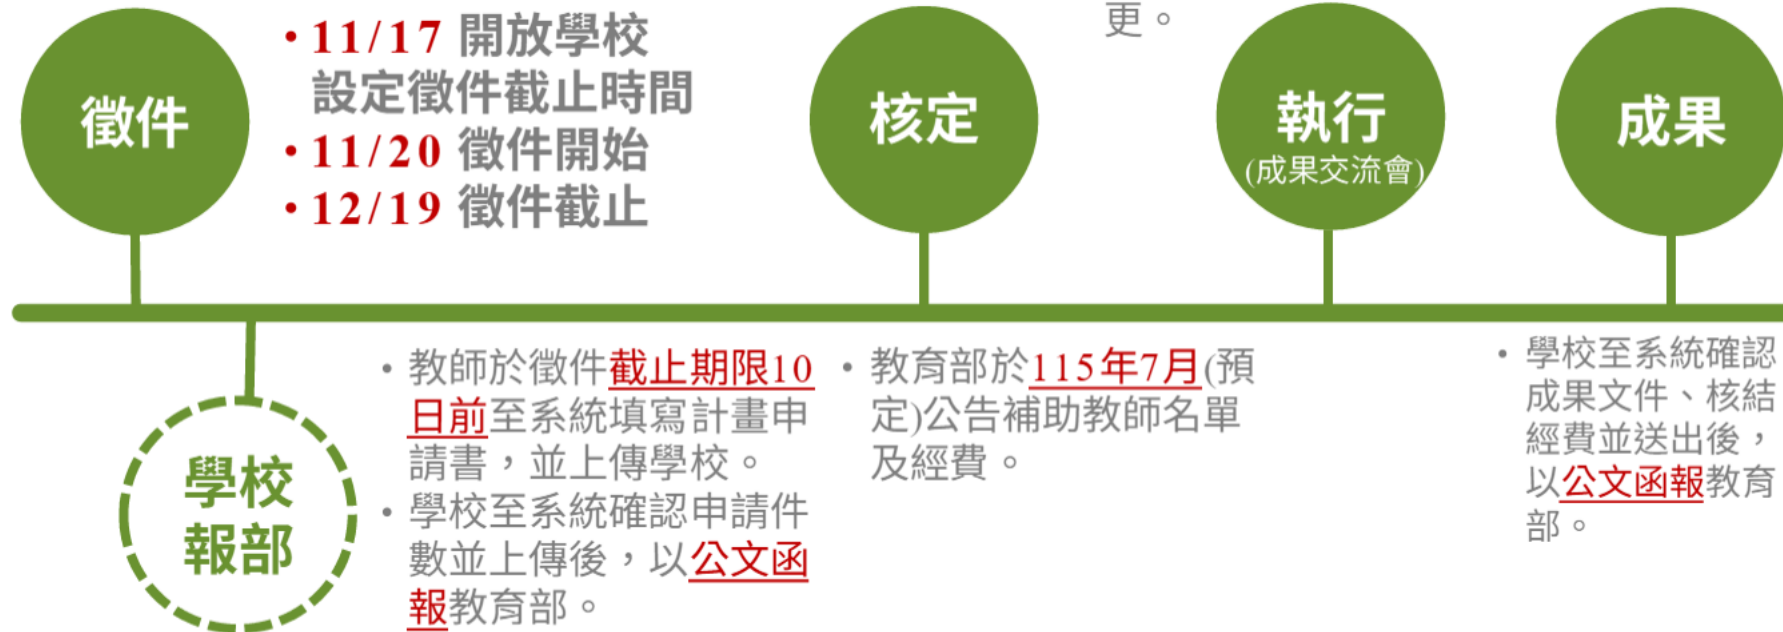 徵件
・11/17 開放學校
設定徵件截止時間
・11/20 徵件開始
・12/19 徵件截止
更。
核定
執行
(成果交流會)
成果
學校
報部
・教師於徵件截止期限10
日前至系統填寫計畫申
請書，並上傳學校。
・學校至系統確認申請件
數並上傳後，以公文函
報教育部。
・教育部於115年7月(預
定)公告補助教師名單
及經費。
・學校至系統確認
成果文件、核結
經費並送出後，
以公文函報教育
部。